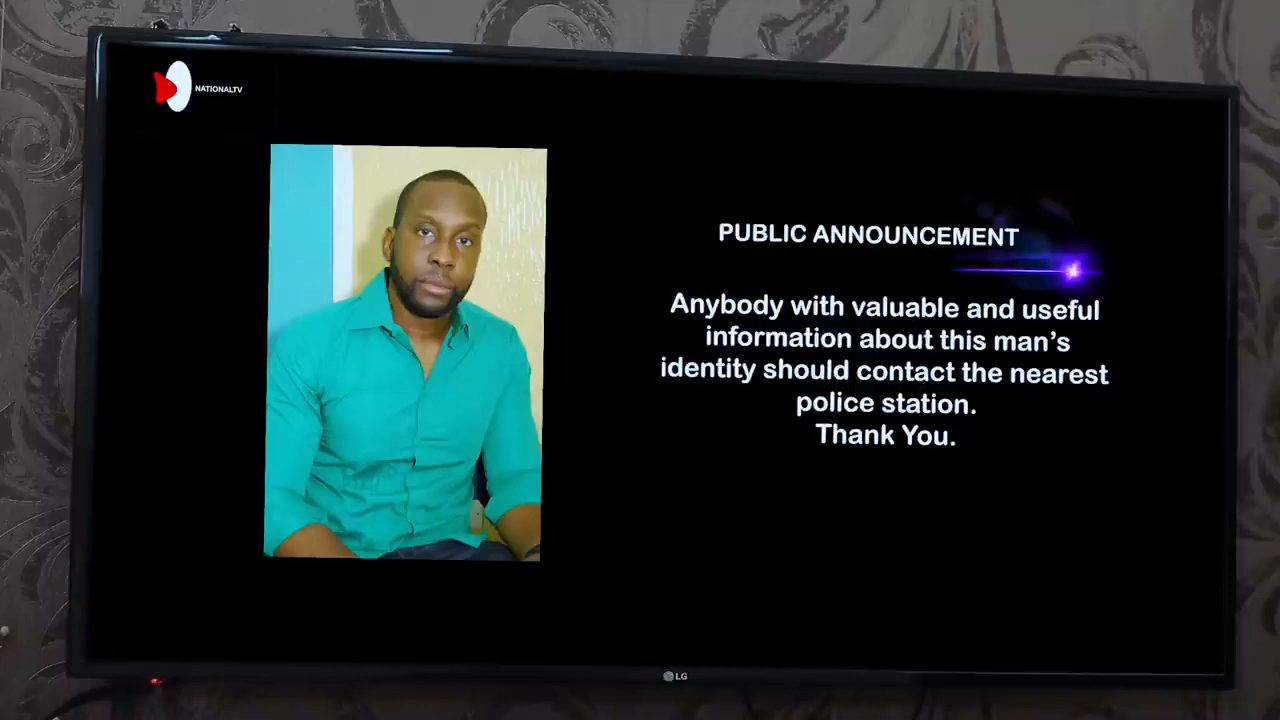 NATIONALTV
PUBLIC ANNOUNCEMENT
Anybody with valuable and useful
information about this man's
identity should contact the nearest
police station.
Thank You.
LG